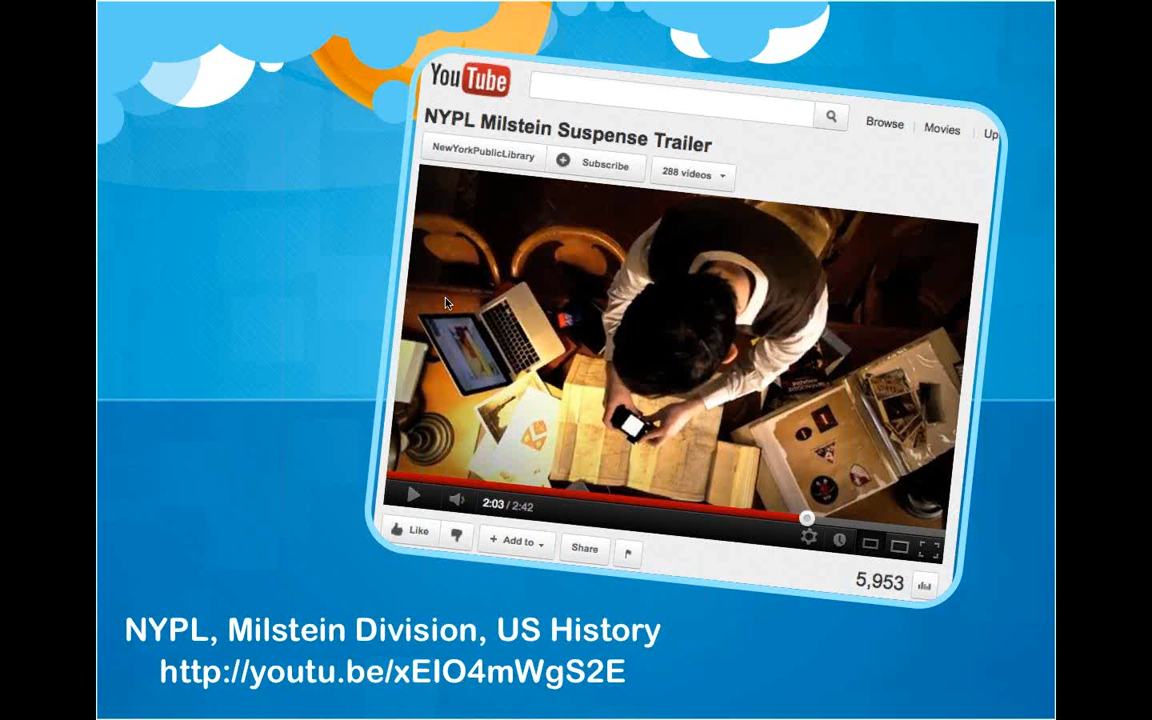 YouTube
Browse Movies Up
NYPL Milstein Suspense Trailer
NewYorkPublicLibrary Subscribe 288 videos
2:03 / 2:42
Like Add to Share
5,953
NYPL, Milstein Division, US History
http://youtu.be/xEIO4mWgS2E